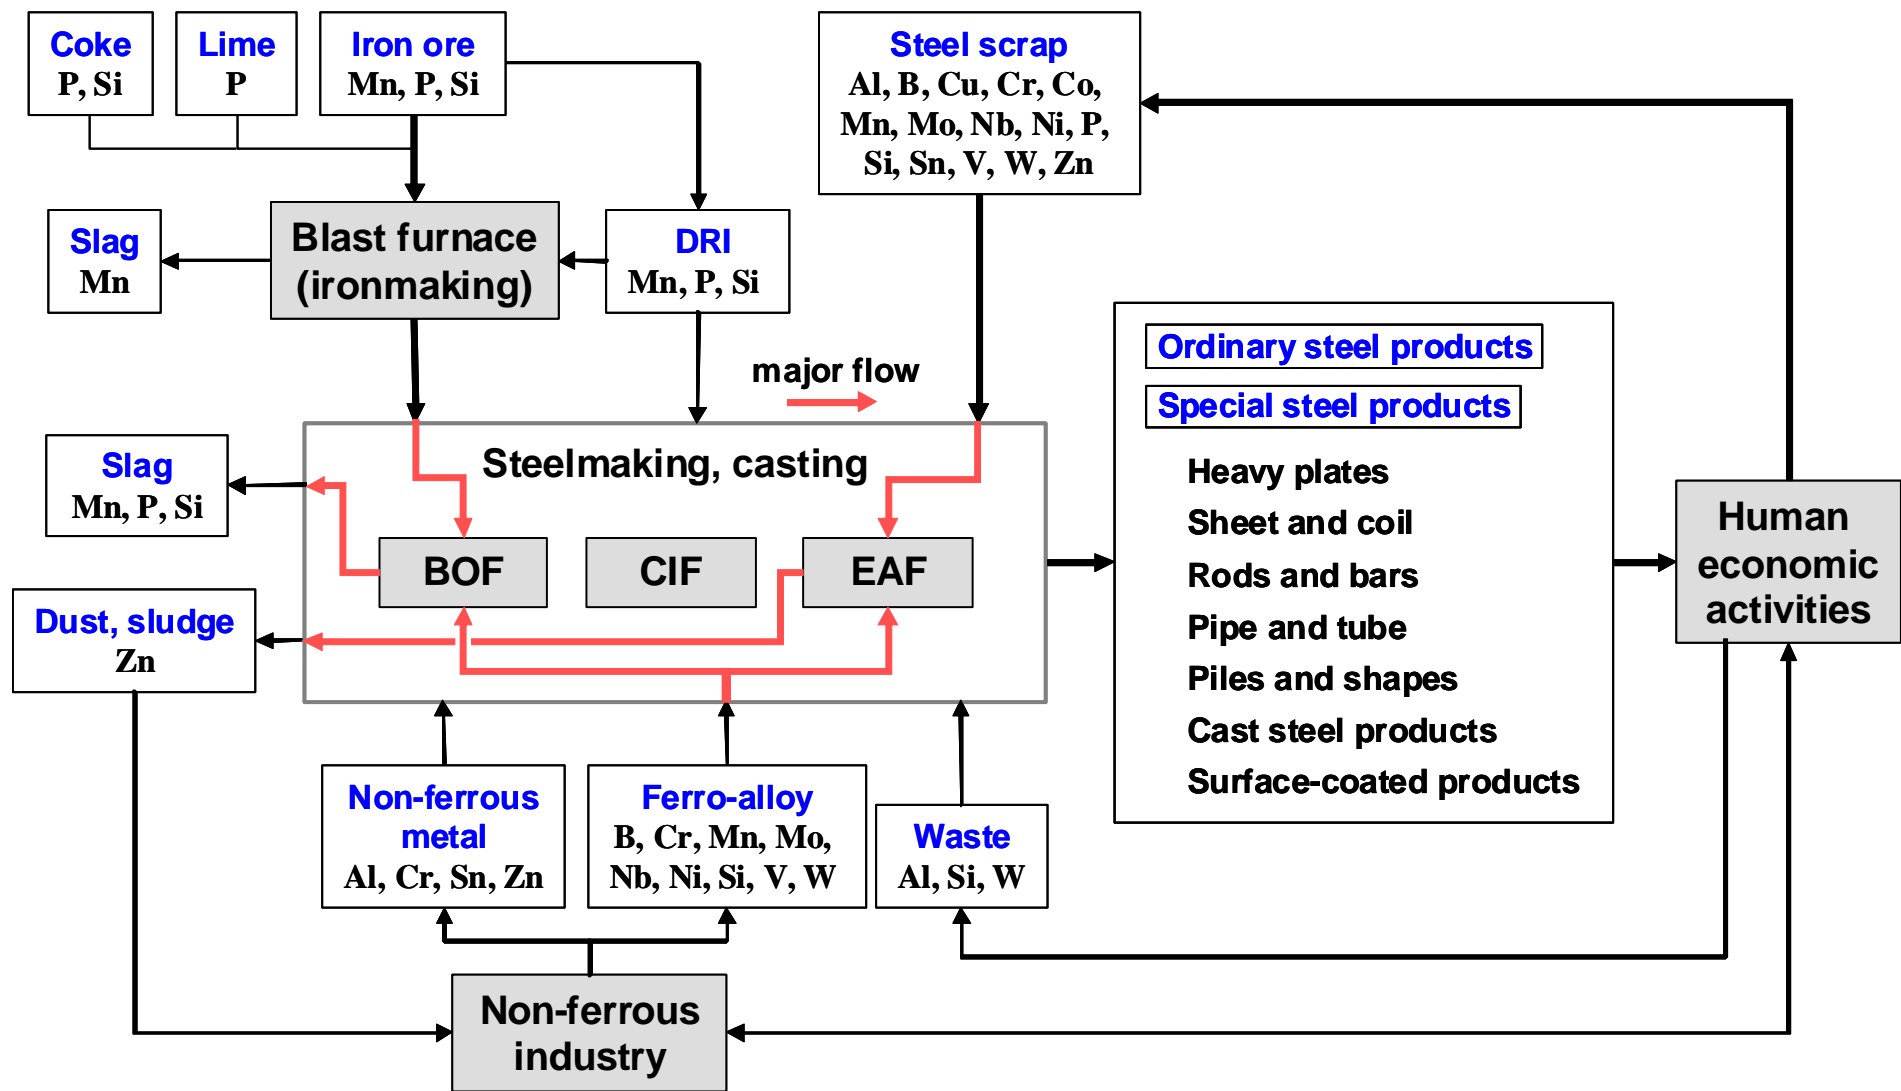 Coke
P, Si
Lime
P
Iron ore
Mn, P, Si
Steel scrap
Al, B, Cu, Cr, Co,
Mn, Mo, Nb, Ni, P,
Si, Sn, V, W, Zn
Slag
Mn
Blast furnace
(ironmaking)
DRI
Mn, P, Si
major flow
Ordinary steel products
Special steel products
Heavy plates
Sheet and coil
Rods and bars
Pipe and tube
Piles and shapes
Cast steel products
Surface-coated products
Slag
Mn, P, Si
Steelmaking, casting
BOF
CIF
EAF
Human
economic
activities
Dust, sludge
Zn
Non-ferrous
metal
Al, Cr, Sn, Zn
Ferro-alloy
B, Cr, Mn, Mo,
Nb, Ni, Si, V, W
Waste
Al, Si, W
Non-ferrous
industry